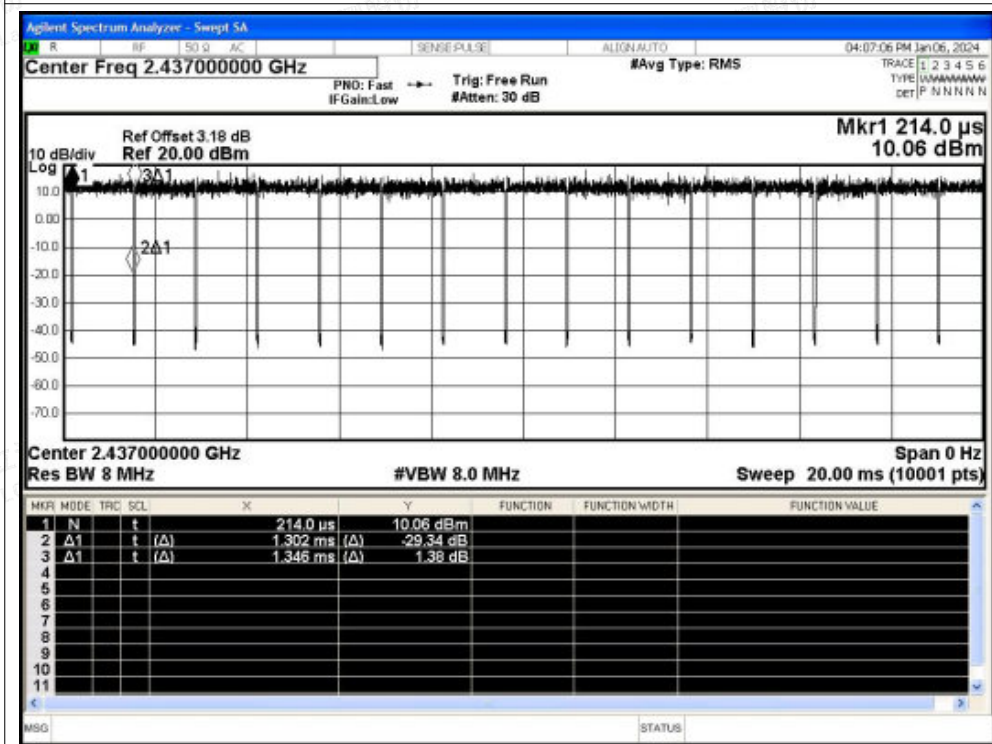 Agilent Spectrum Analyzer - Swept SA
R RF 50 Ω AC SENSE:PULSE ALIGN AUTO 04:07:06 PM Jan 06, 2024
Center Freq 2.437000000 GHz #Avg Type: RMS TRACE 1 2 3 4 5 6
PNO: Fast Trig: Free Run TYPE
IFGain:Low #Atten: 30 dB DET P N N N N N
Mkr1 214.0 µs
Ref Offset 3.18 dB
10 dB/div Ref 20.00 dBm 10.06 dBm
Log
1 3Δ1
10.0
0.00
-10.0 2Δ1
-20.0
-30.0
-40.0
-50.0
-60.0
-70.0
Center 2.437000000 GHz Span 0 Hz
Res BW 8 MHz #VBW 8.0 MHz Sweep 20.00 ms (10001 pts)
MKR MODE TRC SCL X Y FUNCTION FUNCTION WIDTH FUNCTION VALUE
1 N t 214.0 µs 10.06 dBm
2 Δ1 t (Δ) 1.302 ms (Δ) -29.34 dB
3 Δ1 t (Δ) 1.346 ms (Δ) 1.38 dB
4
5
6
7
8
9
10
11
MSG STATUS